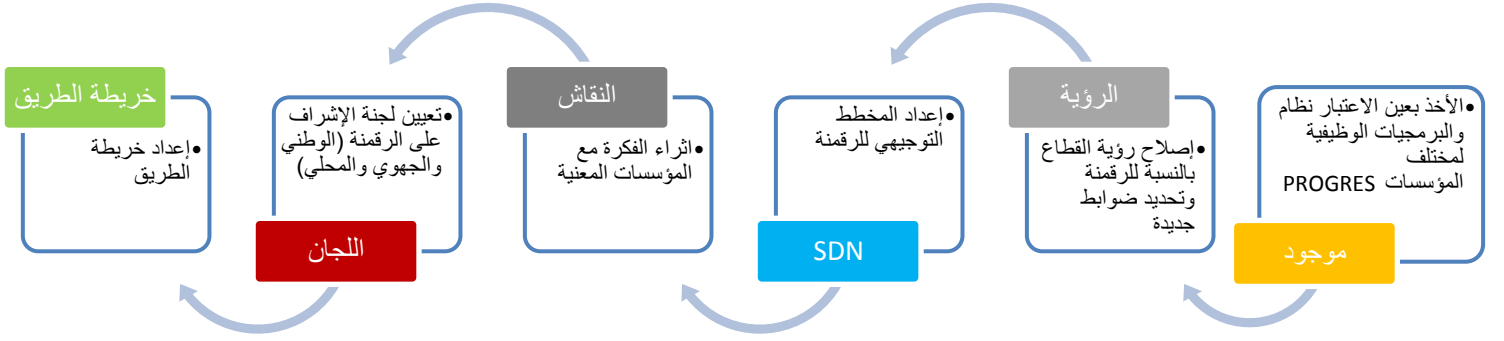 الأخذ بعين الاعتبار نظام
والبرمجيات الوظيفية
لمختلف
المؤسسات PROGRES
موجود
الرؤية
إصلاح رؤية القطاع
بالنسبة للرقمنة
وتحديد ضوابط
جديدة
إعداد المخطط
التوجيهي للرقمنة
SDN
النقاش
اثراء الفكرة مع
المؤسسات المعنية
تعيين لجنة الإشراف
على الرقمنة (الوطني
والجهوي والمحلي)
اللجان
خريطة الطريق
إعداد خريطة
الطريق